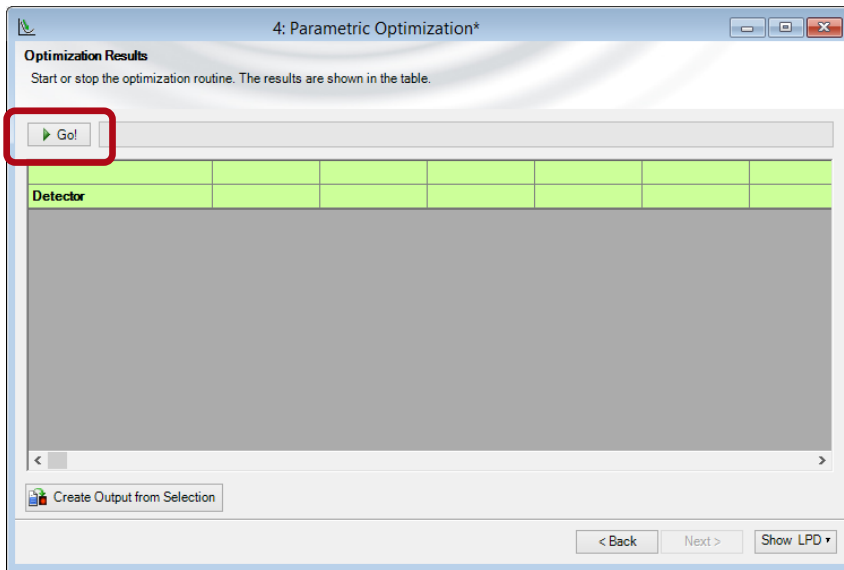 4: Parametric Optimization*
Optimization Results
Start or stop the optimization routine. The results are shown in the table.
Go!
Detector
Create Output from Selection
< Back Next > Show LPD